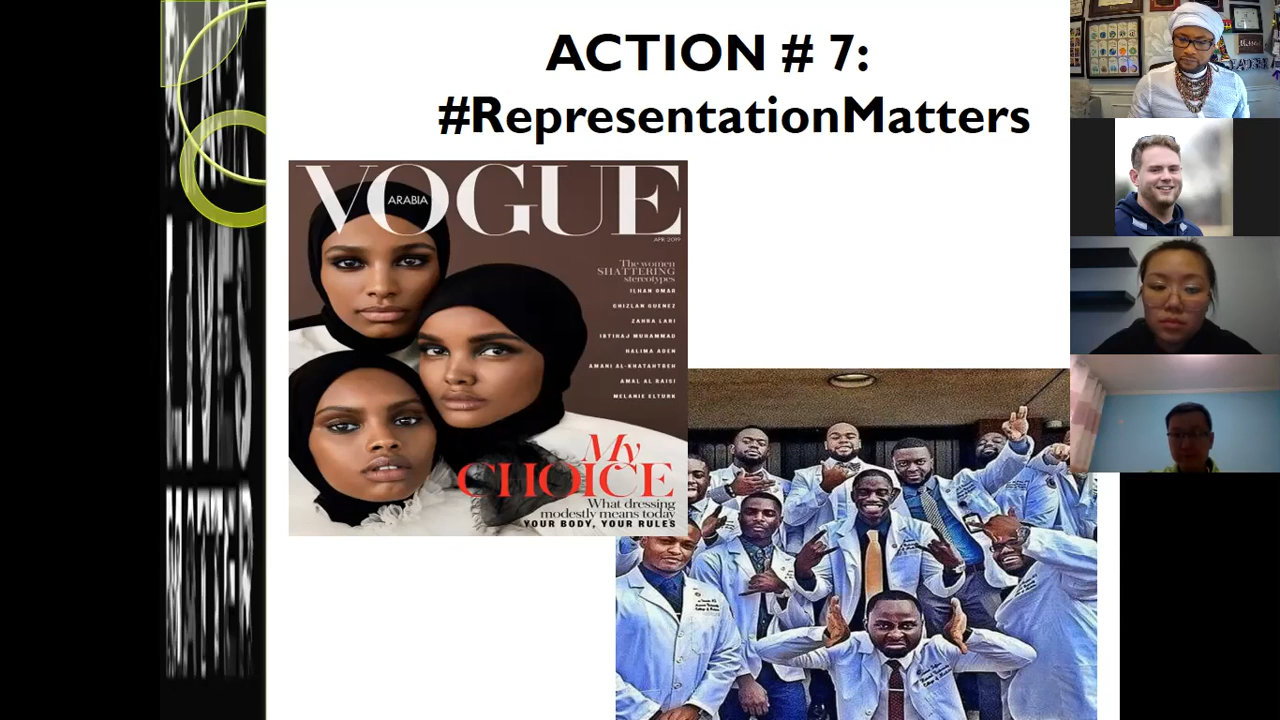 ACTION # 7:
#RepresentationMatters
VOGUE
ARABIA
APR 2019
The women
SHATTERING
stereotypes
ILHAN OMAR
GHIZLAN GUENEZ
ZAHRA LARI
IBTIHAJ MUHAMMAD
HALIMA ADEN
AMANI AL-KHATAHTBEH
AMAL AL RAISI
MELANIE ELTURK
My
CHOICE
What dressing
modestly means today
YOUR BODY, YOUR RULES
LIVES
MATTER